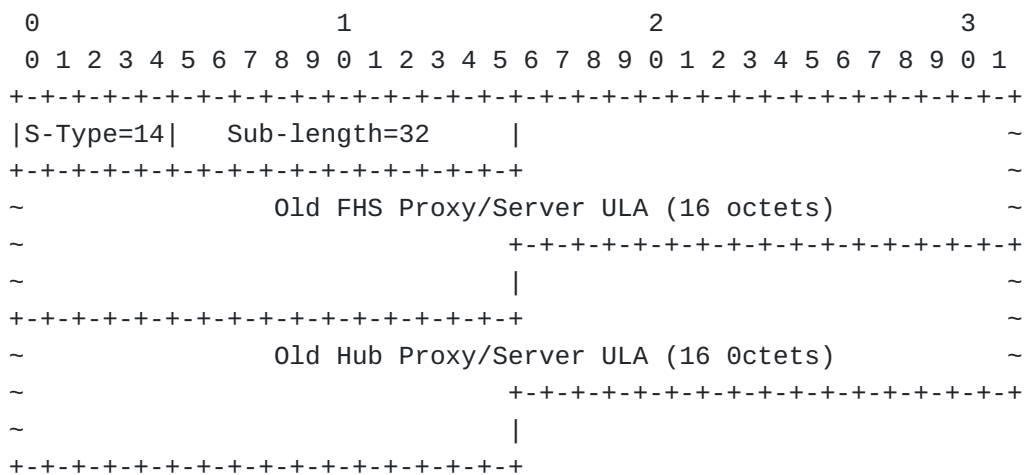 0                   1                   2                   3
 0 1 2 3 4 5 6 7 8 9 0 1 2 3 4 5 6 7 8 9 0 1 2 3 4 5 6 7 8 9 0 1
+-+-+-+-+-+-+-+-+-+-+-+-+-+-+-+-+-+-+-+-+-+-+-+-+-+-+-+-+-+-+-+-+
|S-Type=14|   Sub-length=32     |                               ~
+-+-+-+-+-+-+-+-+-+-+-+-+-+-+-+-+                               ~
~                Old FHS Proxy/Server ULA (16 octets)           ~
~                               +-+-+-+-+-+-+-+-+-+-+-+-+-+-+-+-+
~                               |                               ~
+-+-+-+-+-+-+-+-+-+-+-+-+-+-+-+-+                               ~
~                Old Hub Proxy/Server ULA (16 0ctets)           ~
~                               +-+-+-+-+-+-+-+-+-+-+-+-+-+-+-+-+
~                               |
+-+-+-+-+-+-+-+-+-+-+-+-+-+-+-+-+